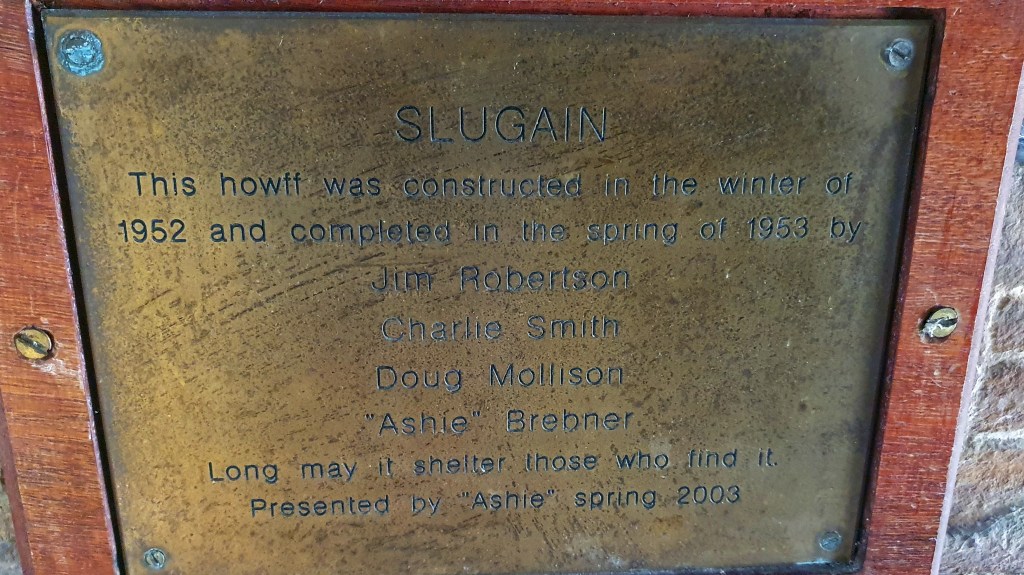 SLUGAIN
This howff was constructed in the winter of
1952 and completed in the spring of 1953 by
Jim Robertson
Charlie Smith
Doug Mollison
"Ashie" Brebner
Long may it shelter those who find it.
Presented by "Ashie" spring 2003